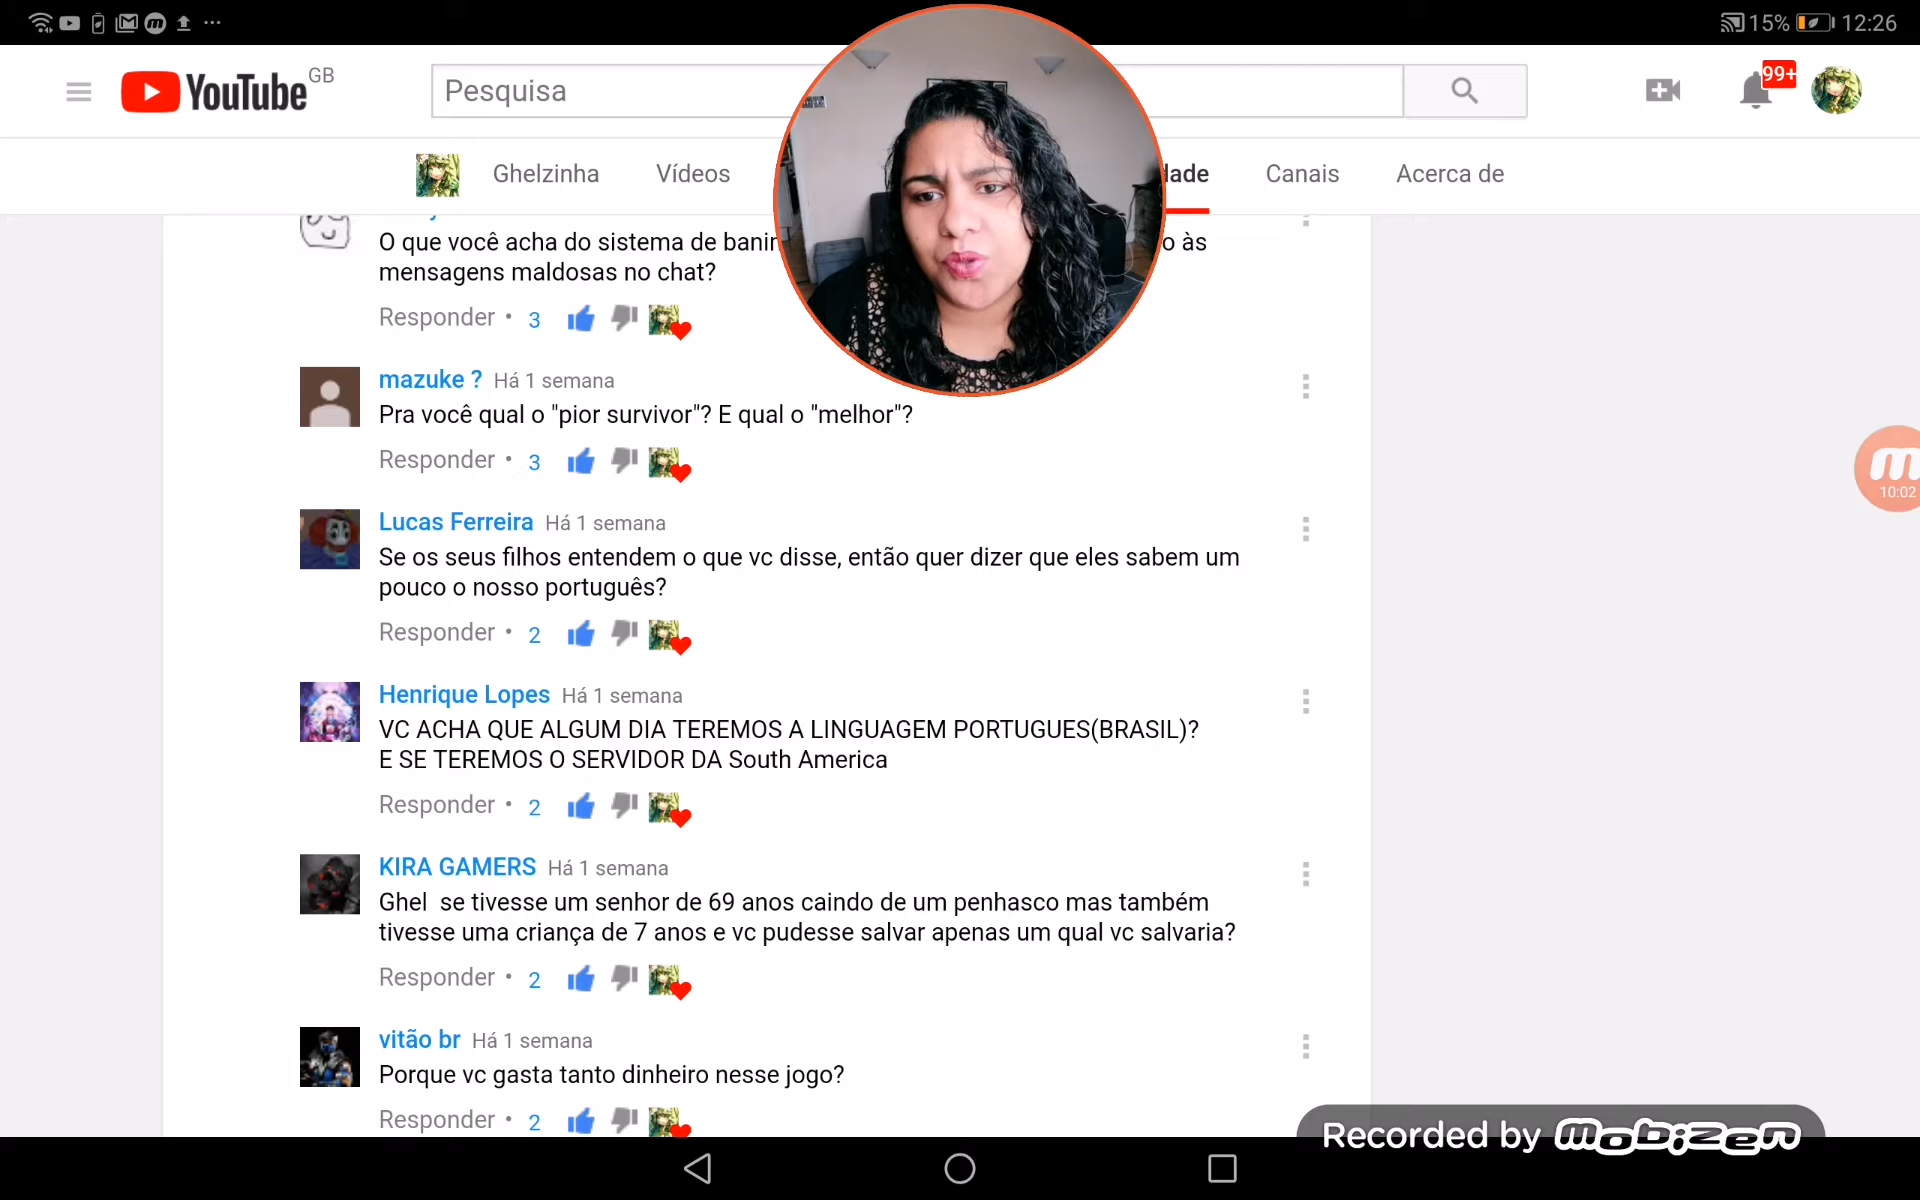 15% 12:26
YouTube GB
Pesquisa
99+
Ghelzinha Vídeos dade Canais Acerca de
O que você acha do sistema de banir o às
mensagens maldosas no chat?
Responder • 3
mazuke ? Há 1 semana
Pra você qual o "pior survivor"? E qual o "melhor"?
Responder • 3
10:02
Lucas Ferreira Há 1 semana
Se os seus filhos entendem o que vc disse, então quer dizer que eles sabem um
pouco o nosso português?
Responder • 2
Henrique Lopes Há 1 semana
VC ACHA QUE ALGUM DIA TEREMOS A LINGUAGEM PORTUGUES(BRASIL)?
E SE TEREMOS O SERVIDOR DA South America
Responder • 2
KIRA GAMERS Há 1 semana
Ghel se tivesse um senhor de 69 anos caindo de um penhasco mas também
tivesse uma criança de 7 anos e vc pudesse salvar apenas um qual vc salvaria?
Responder • 2
vitão br Há 1 semana
Porque vc gasta tanto dinheiro nesse jogo?
Responder • 2
Recorded by mobizen